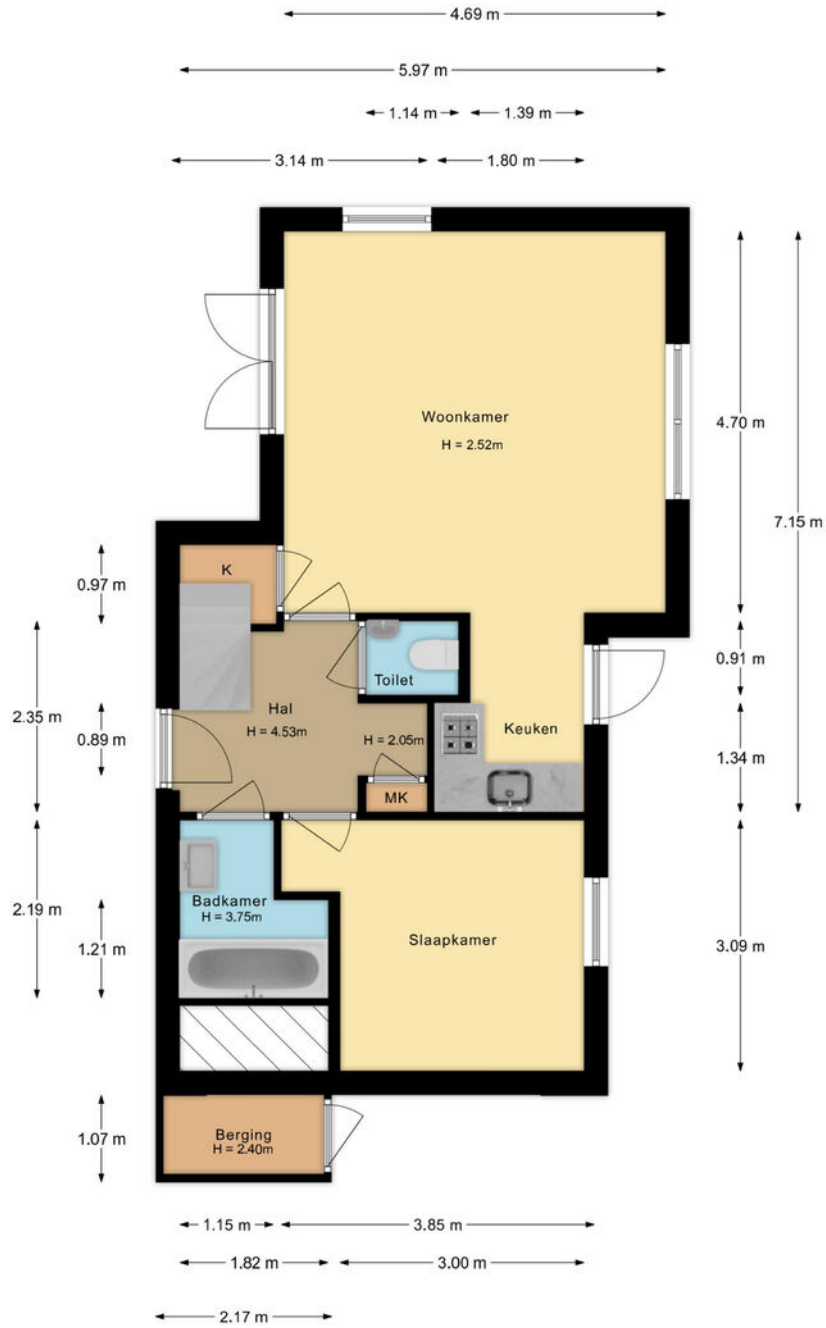 4.69 m
5.97 m
1.14 m
1.39 m
3.14 m
1.80 m
Woonkamer
H = 2.52m
4.70 m
7.15 m
K
0.97 m
Toilet
0.91 m
Hal
H = 4.53m
2.35 m
0.89 m
H = 2.05m
Keuken
1.34 m
MK
Badkamer
H = 3.75m
2.19 m
1.21 m
Slaapkamer
3.09 m
Berging
H = 2.40m
1.07 m
1.15 m
3.85 m
1.82 m
3.00 m
2.17 m